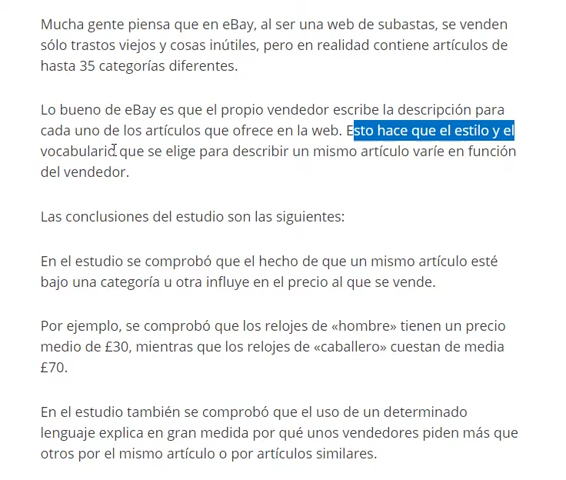 Mucha gente piensa que en eBay, al ser una web de subastas, se venden
sólo trastos viejos y cosas inútiles, pero en realidad contiene artículos de
hasta 35 categorías diferentes.
Lo bueno de eBay es que el propio vendedor escribe la descripción para
cada uno de los artículos que ofrece en la web. Esto hace que el estilo y el
vocabulario que se elige para describir un mismo artículo varíe en función
del vendedor.
Las conclusiones del estudio son las siguientes:
En el estudio se comprobó que el hecho de que un mismo artículo esté
bajo una categoría u otra influye en el precio al que se vende.
Por ejemplo, se comprobó que los relojes de «hombre» tienen un precio
medio de £30, mientras que los relojes de «caballero» cuestan de media
£70.
En el estudio también se comprobó que el uso de un determinado
lenguaje explica en gran medida por qué unos vendedores piden más que
otros por el mismo artículo o por artículos similares.